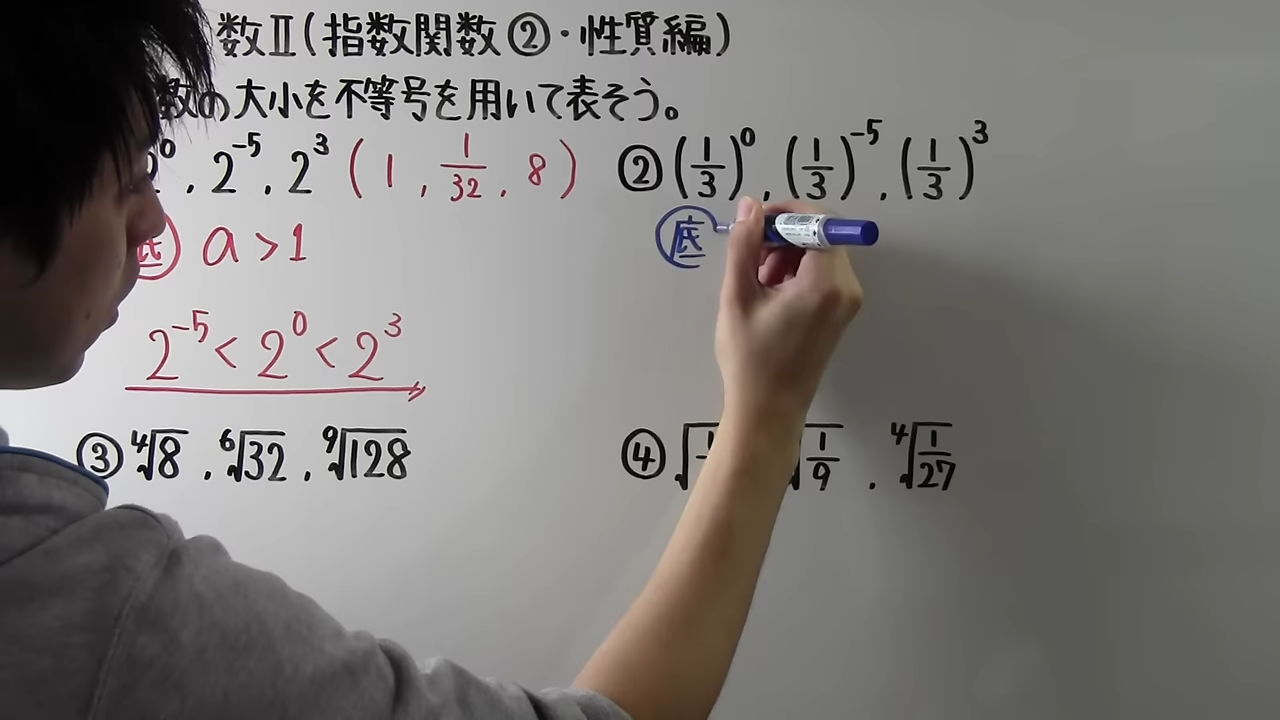 数Ⅱ(指数関数②・性質編)
数の大小を不等号を用いて表そう。
2⁰, 2⁻⁵, 2³ (1, 1/32, 8)
② (1/3)⁰, (1/3)⁻⁵, (1/3)³
底 a > 1
底
2⁻⁵ < 2⁰ < 2³
③ ⁴√8, ⁶√32, ⁹√128
④ √1/9, ⁴√1/27